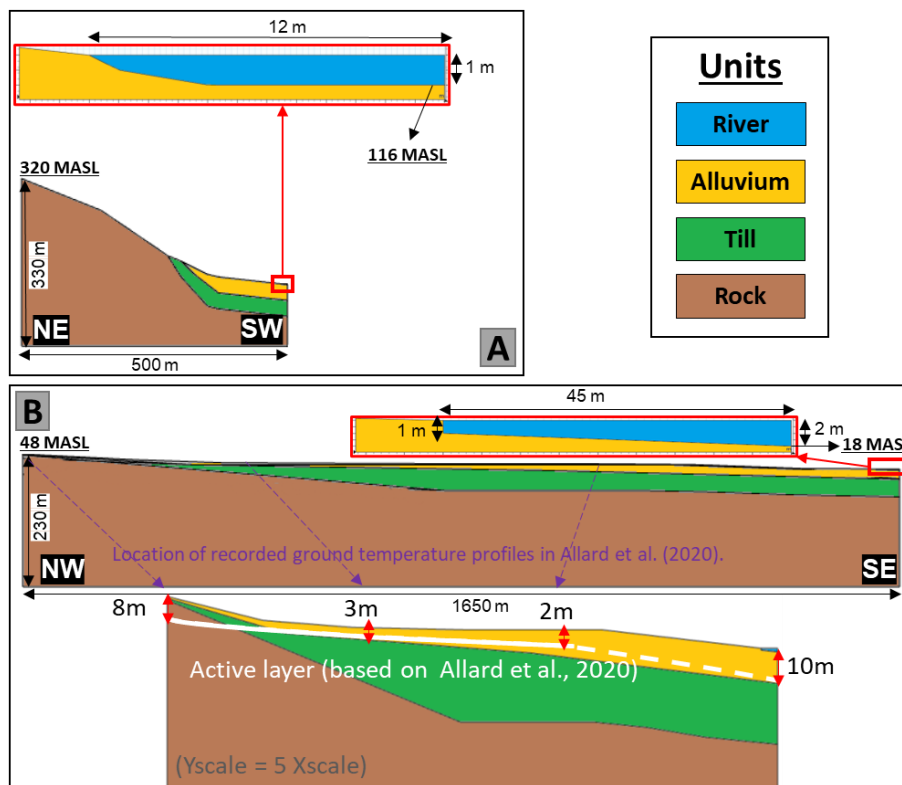 A
12 m
1 m
116 MASL
320 MASL
330 m
NE
SW
500 m
Units
River
Alluvium
Till
Rock
B
45 m
1 m
2 m
48 MASL
18 MAS
230 m
Location of recorded ground temperature profiles in Allard et al. (2020).
NW
SE
1650 m
8m
3m
2m
Active layer (based on Allard et al., 2020)
10m
(Yscale = 5 Xscale)